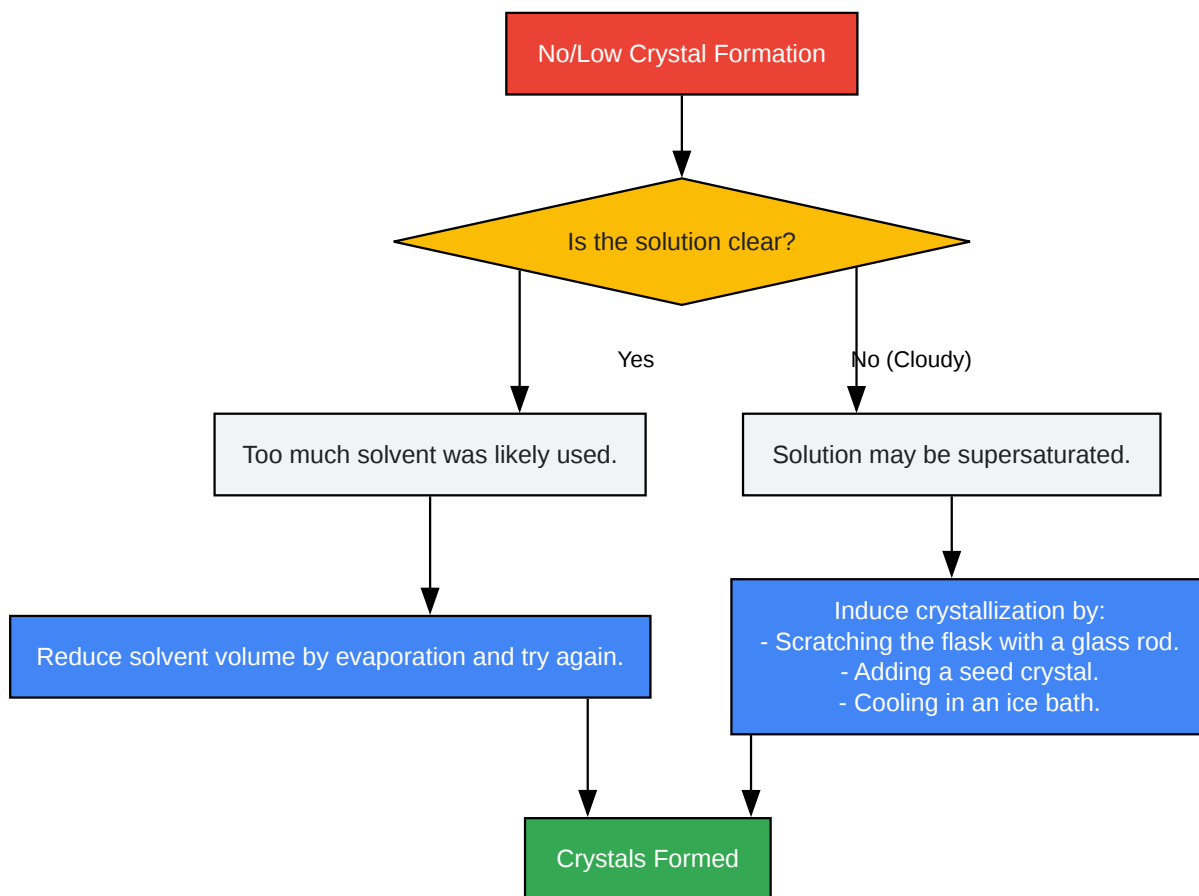 No/Low Crystal Formation
Is the solution clear?
Yes
No (Cloudy)
Too much solvent was likely used.
Solution may be supersaturated.
Reduce solvent volume by evaporation and try again.
Induce crystallization by:
- Scratching the flask with a glass rod.
- Adding a seed crystal.
- Cooling in an ice bath.
Crystals Formed